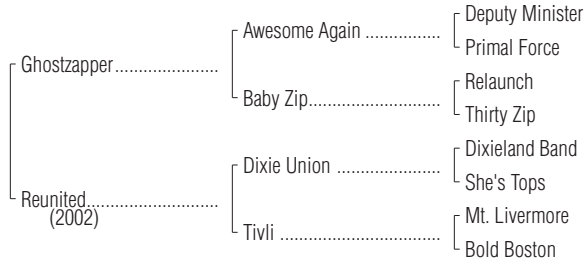 Deputy Minister
Awesome Again ..................
Primal Force
Ghostzapper.....................
Relaunch
Baby Zip...........................
Thirty Zip
Dixieland Band
Dixie Union .....................
She's Tops
Reunited...........................
(2002)
Mt. Livermore
Tivli ................................
Bold Boston